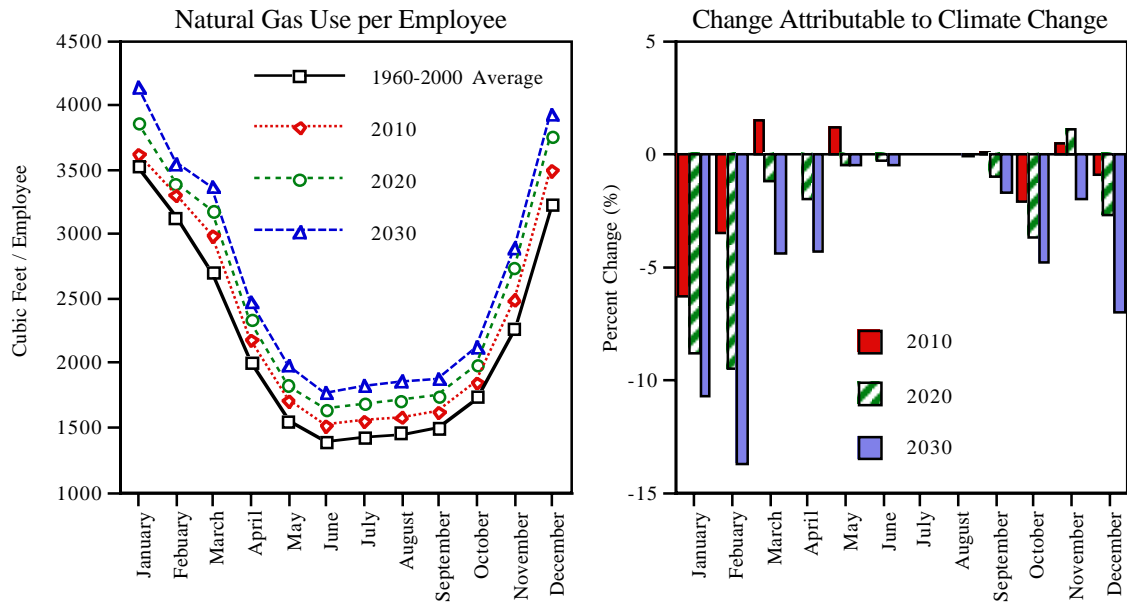 Natural Gas Use per Employee
Cubic Feet / Employee
4500
4000
3500
3000
2500
2000
1500
1000
1960-2000 Average
2010
2020
2030
January
Febuary
March
April
May
June
July
August
September
October
November
December
Change Attributable to Climate Change
Percent Change (%)
5
0
-5
-10
-15
2010
2020
2030
January
Febuary
March
April
May
June
July
August
September
October
November
December